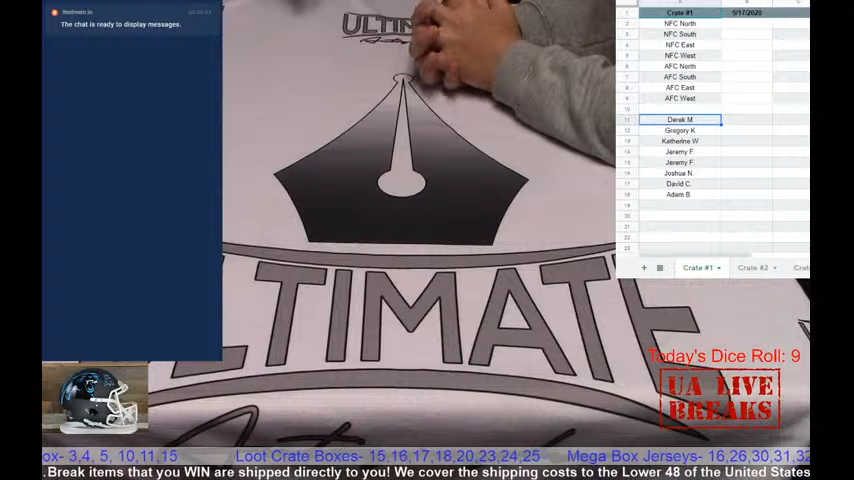 Restream.io
The chat is ready to display messages.
Crate #1 5/17/2020
NFC North
NFC South
NFC East
NFC West
AFC North
AFC South
AFC East
AFC West
Derek M
Gregory K
Katherine W
Jeremy F.
Jeremy F.
Joshua N.
David C.
Adam B.
Crate #1 Crate #2
ULTIMATE
Today's Dice Roll: 9
UA LIVE
BREAKS
ox- 3,4, 5, 10,11,15 Loot Crate Boxes- 15,16,17,18,20,23,24,25 Mega Box Jerseys- 16,26,30,31,32
.Break items that you WIN are shipped directly to you! We cover the shipping costs to the Lower 48 of the United States